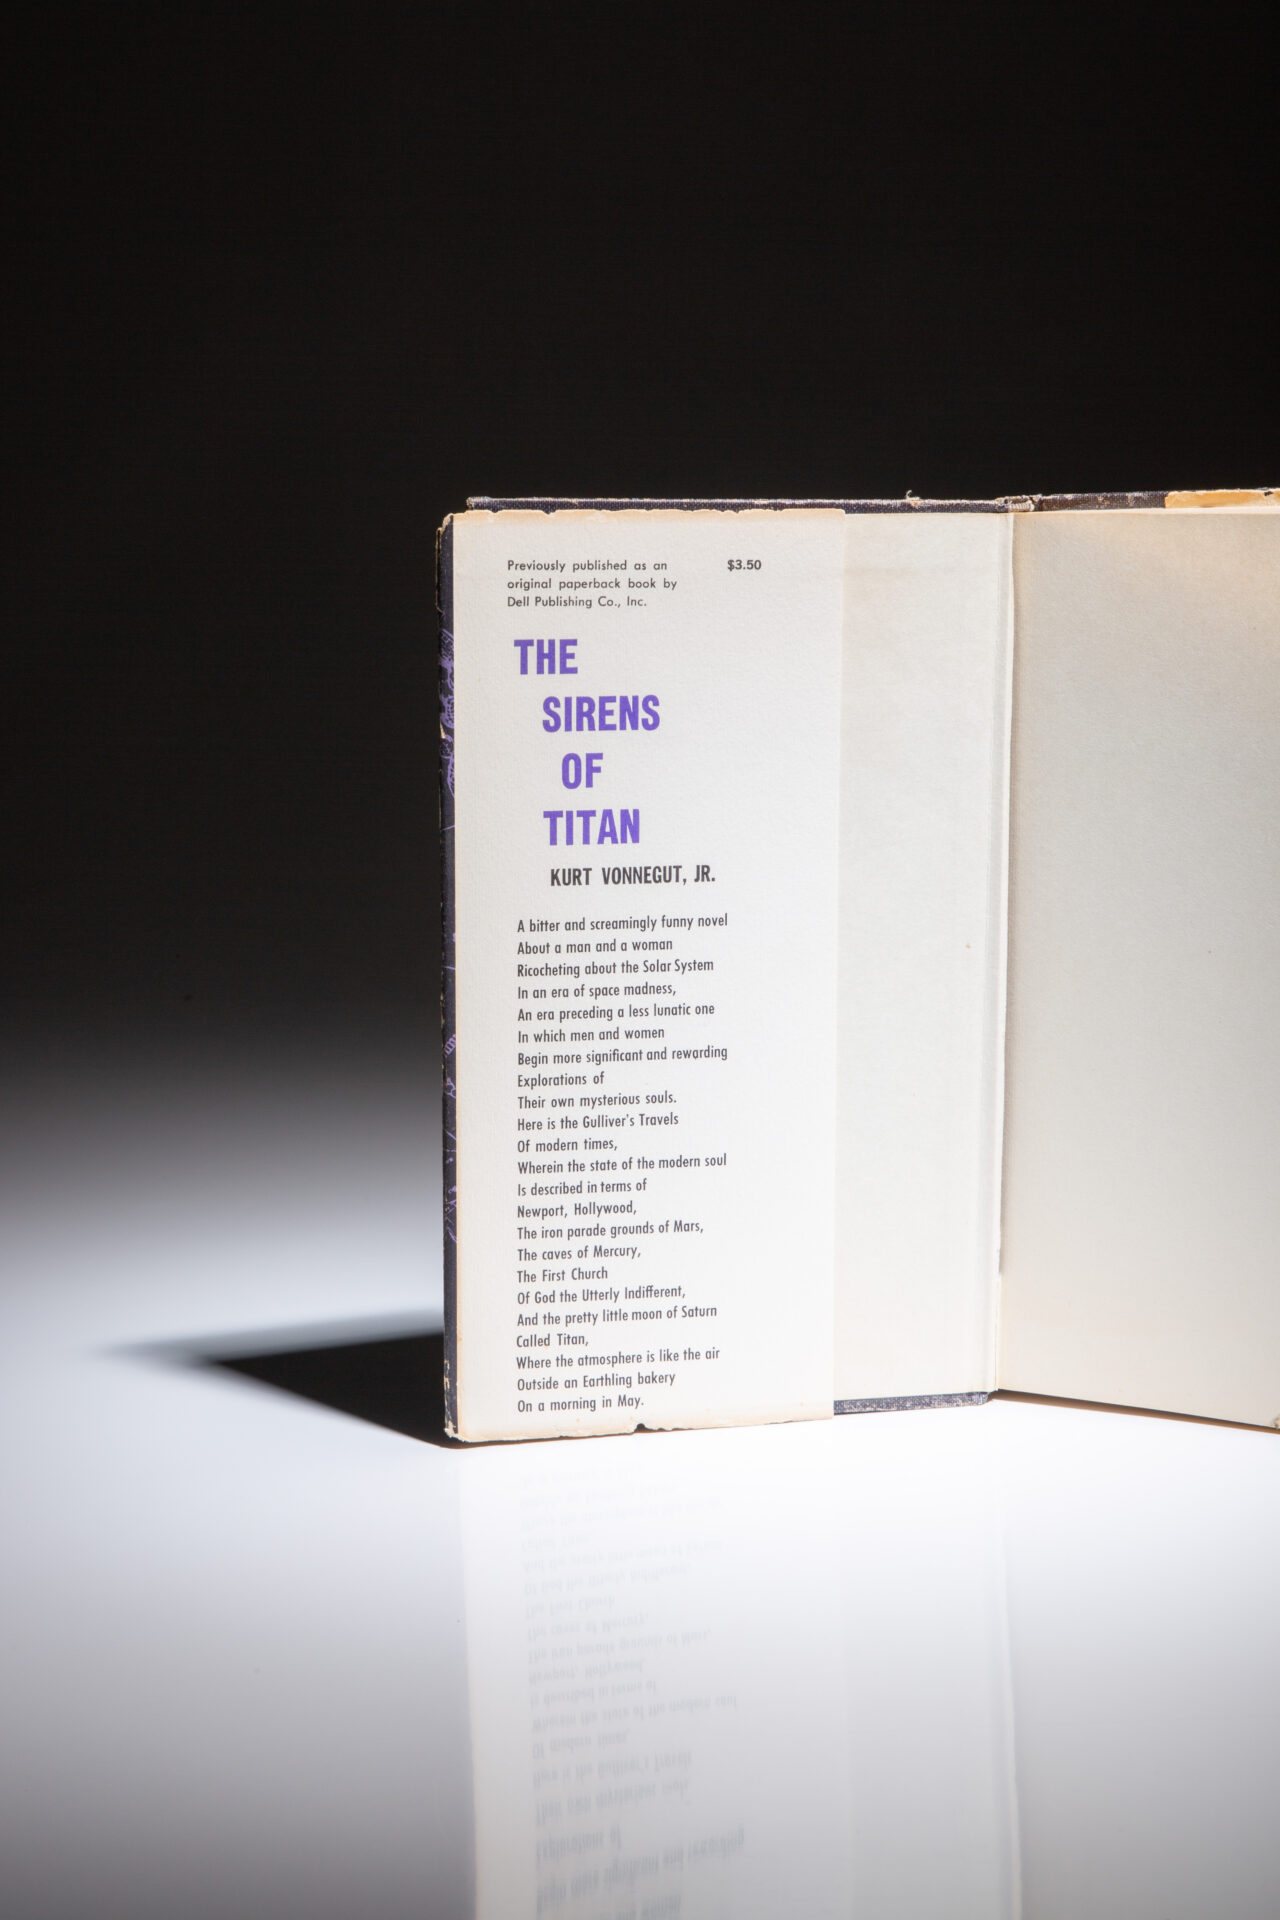 Previously published as an
original paperback book by
Dell Publishing Co., Inc.
$3.50
THE
SIRENS
OF
TITAN
KURT VONNEGUT, JR.
A bitter and screamingly funny novel
About a man and a woman
Ricocheting about the Solar System
In an era of space madness,
An era preceding a less lunatic one
In which men and women
Begin more significant and rewarding
Explorations of
Their own mysterious souls.
Here is the Gulliver's Travels
Of modern times,
Wherein the state of the modern soul
Is described in terms of
Newport, Hollywood,
The iron parade grounds of Mars,
The caves of Mercury,
The First Church
Of God the Utterly Indifferent,
And the pretty little moon of Saturn
Called Titan,
Where the atmosphere is like the air
Outside an Earthling bakery
On a morning in May.